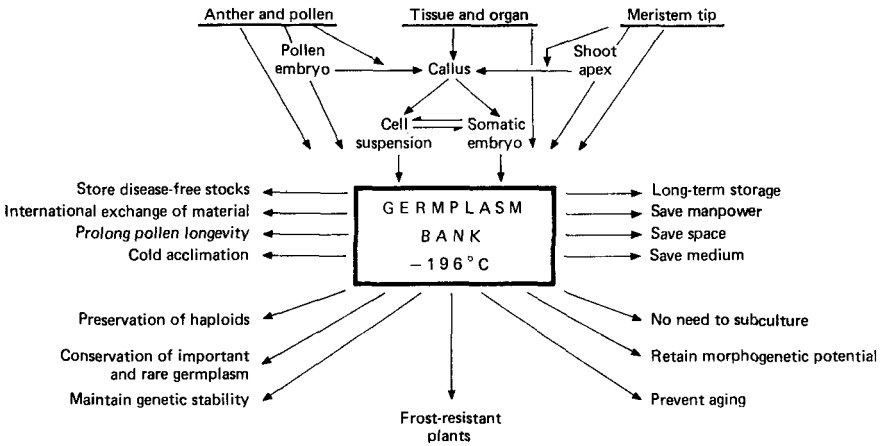 Anther and pollen
Tissue and organ
Meristem tip
Pollen
embryo
Callus
Shoot
apex
Cell
suspension
Somatic
embryo
Store disease-free stocks
International exchange of material
Prolong pollen longevity
Cold acclimation
GERMPLASM
BANK
−196°C
Long-term storage
Save manpower
Save space
Save medium
Preservation of haploids
Conservation of important
and rare germplasm
Maintain genetic stability
Frost-resistant
plants
No need to subculture
Retain morphogenetic potential
Prevent aging